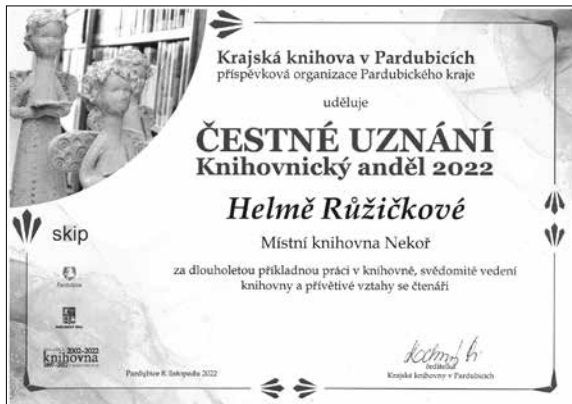 Krajská knihova v Pardubicích
příspěvková organizace Pardubického kraje
uděluje
ČESTNÉ UZNÁNÍ
Knihovnický anděl 2022
Helmě Růžičkové
Místní knihovna Nekoř
za dlouholetou příkladnou práci v knihovně, svědomité vedení
knihovny a přívětivé vztahy se čtenáři
skip
2002-2022
knihovna
Pardubice 8. listopadu 2022
ředitelka
Krajské knihovny v Pardubicích